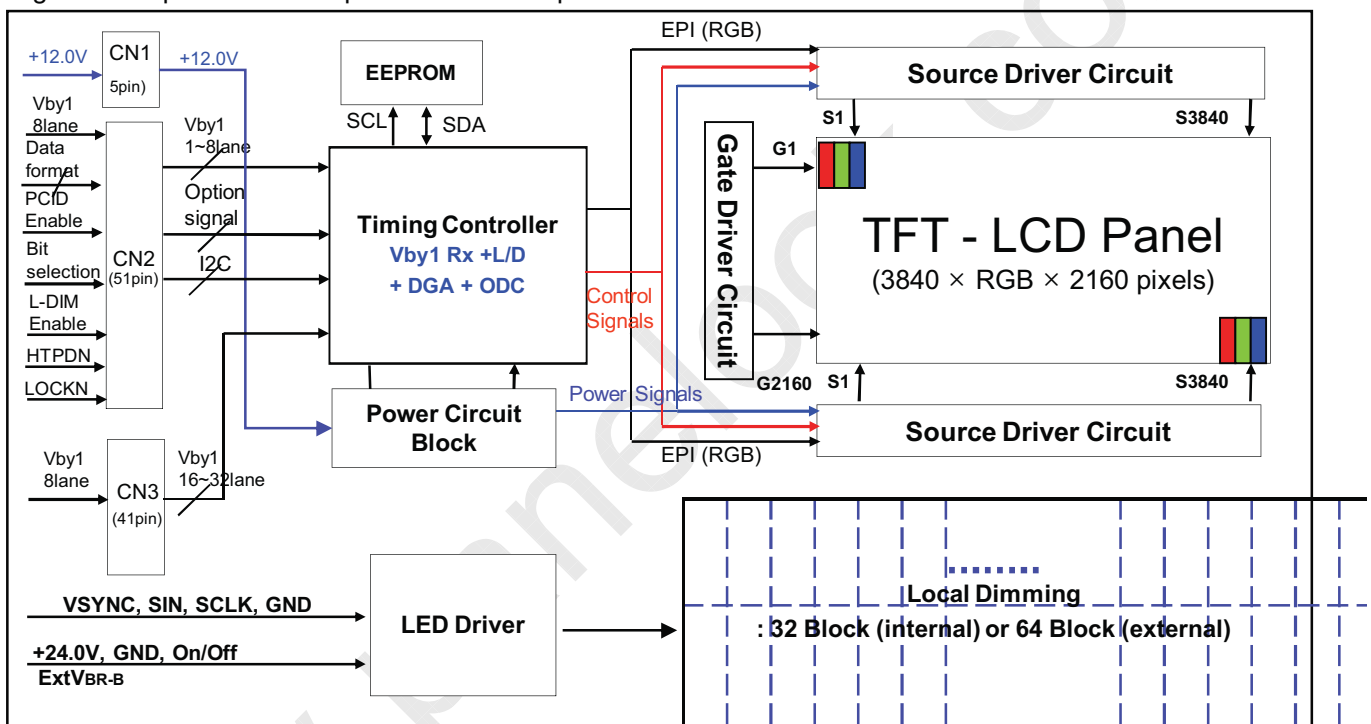 +12.0V
CN1
5pin)
+12.0V
EEPROM
SCL
SDA
EPI (RGB)
Source Driver Circuit
S1
S3840
Vby1
8lane
Data
format
PCID
Enable
Bit
selection
L-DIM
Enable
HTPDN
LOCKN
CN2
(51pin)
Vby1
1~8lane
Option
signal
I2C
Timing Controller
Vby1 Rx +L/D
+ DGA + ODC
Control
Signals
Gate Driver Circuit
G1
G2160
TFT - LCD Panel
(3840 × RGB × 2160 pixels)
S1
S3840
Power Circuit
Block
Power Signals
EPI (RGB)
Source Driver Circuit
Vby1
8lane
CN3
(41pin)
Vby1
16~32lane
VSYNC, SIN, SCLK, GND
+24.0V, GND, On/Off
ExtVBR-B
LED Driver
Local Dimming
: 32 Block (internal) or 64 Block (external)